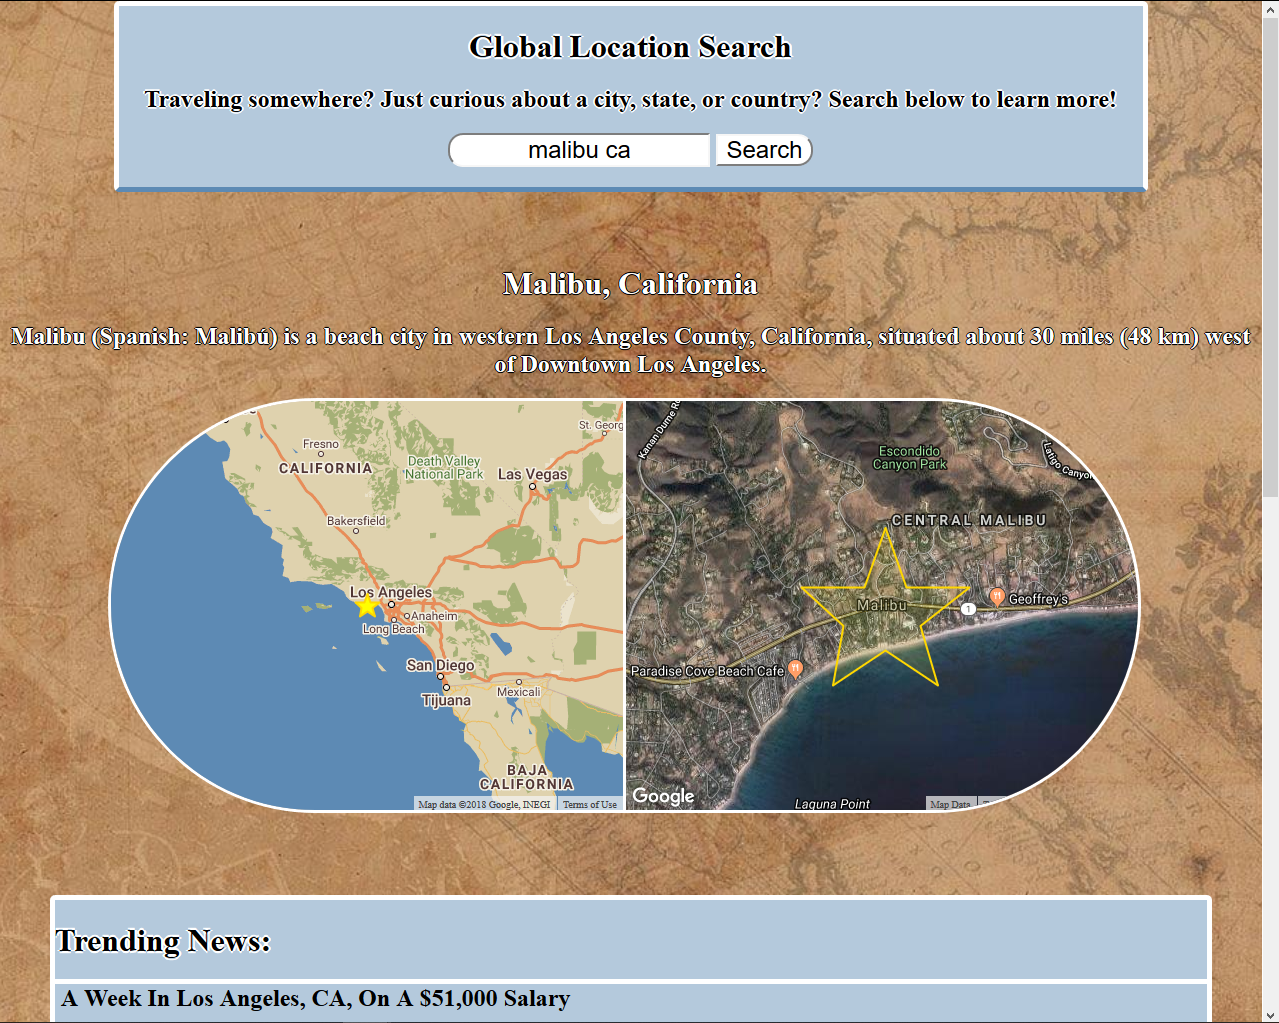 Global Location Search
Traveling somewhere? Just curious about a city, state, or country? Search below to learn more!
malibu ca
Search
Malibu, California
Malibu (Spanish: Malibú) is a beach city in western Los Angeles County, California, situated about 30 miles (48 km) west
of Downtown Los Angeles.
St. Georg
Fresno
CALIFORNIA
Death Valley
National Park
Las Vegas
Bakersfield
Los Angeles
Anaheim
Long Beach
San Diego
Tijuana
Mexicali
BAJA
CALIFORNIA
Map data ©2018 Google, INEGI
Terms of Use
Kanan Dume R
Escondido
Canyon Park
Latigo Canyon
CENTRAL MALIBU
Malibu
1
Geoffrey's
Paradise Cove Beach Cafe
Google
Laguna Point
Map Data
Trending News:
A Week In Los Angeles, CA, On A $51,000 Salary